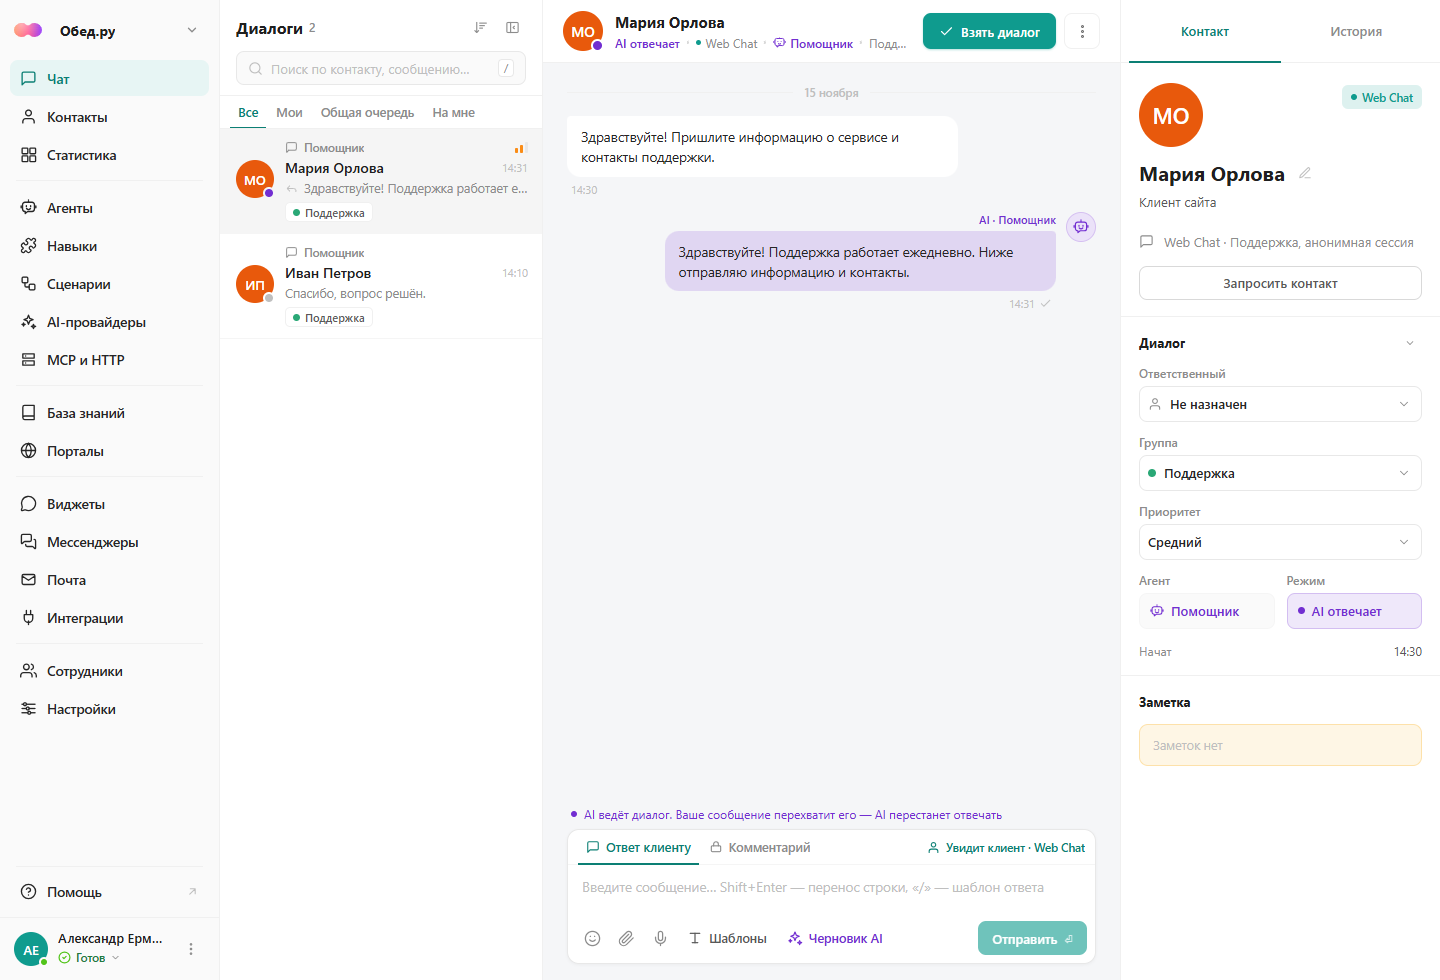 Обед.ру
Чат
Контакты
Статистика
Агенты
Навыки
Сценарии
AI-провайдеры
MCP и HTTP
База знаний
Порталы
Виджеты
Мессенджеры
Почта
Интеграции
Сотрудники
Настройки
Помощь
AE
Александр Ерм...
Готов
Диалоги 2
Поиск по контакту, сообщению... /
Все Мои Общая очередь На мне
Помощник
МО
Мария Орлова 14:31
Здравствуйте! Поддержка работает е...
Поддержка
Помощник
ИП
Иван Петров 14:10
Спасибо, вопрос решён.
Поддержка
МО
Мария Орлова
AI отвечает · Web Chat · Помощник · Подд...
Взять диалог
15 ноября
Здравствуйте! Пришлите информацию о сервисе и
контакты поддержки.
14:30
AI · Помощник
Здравствуйте! Поддержка работает ежедневно. Ниже
отправляю информацию и контакты.
14:31
AI ведёт диалог. Ваше сообщение перехватит его — AI перестанет отвечать
Ответ клиенту Комментарий Увидит клиент · Web Chat
Введите сообщение... Shift+Enter — перенос строки, «/» — шаблон ответа
Шаблоны Черновик AI Отправить
Контакт История
МО
Web Chat
Мария Орлова
Клиент сайта
Web Chat · Поддержка, анонимная сессия
Запросить контакт
Диалог
Ответственный
Не назначен
Группа
Поддержка
Приоритет
Средний
Агент Режим
Помощник AI отвечает
Начат 14:30
Заметка
Заметок нет